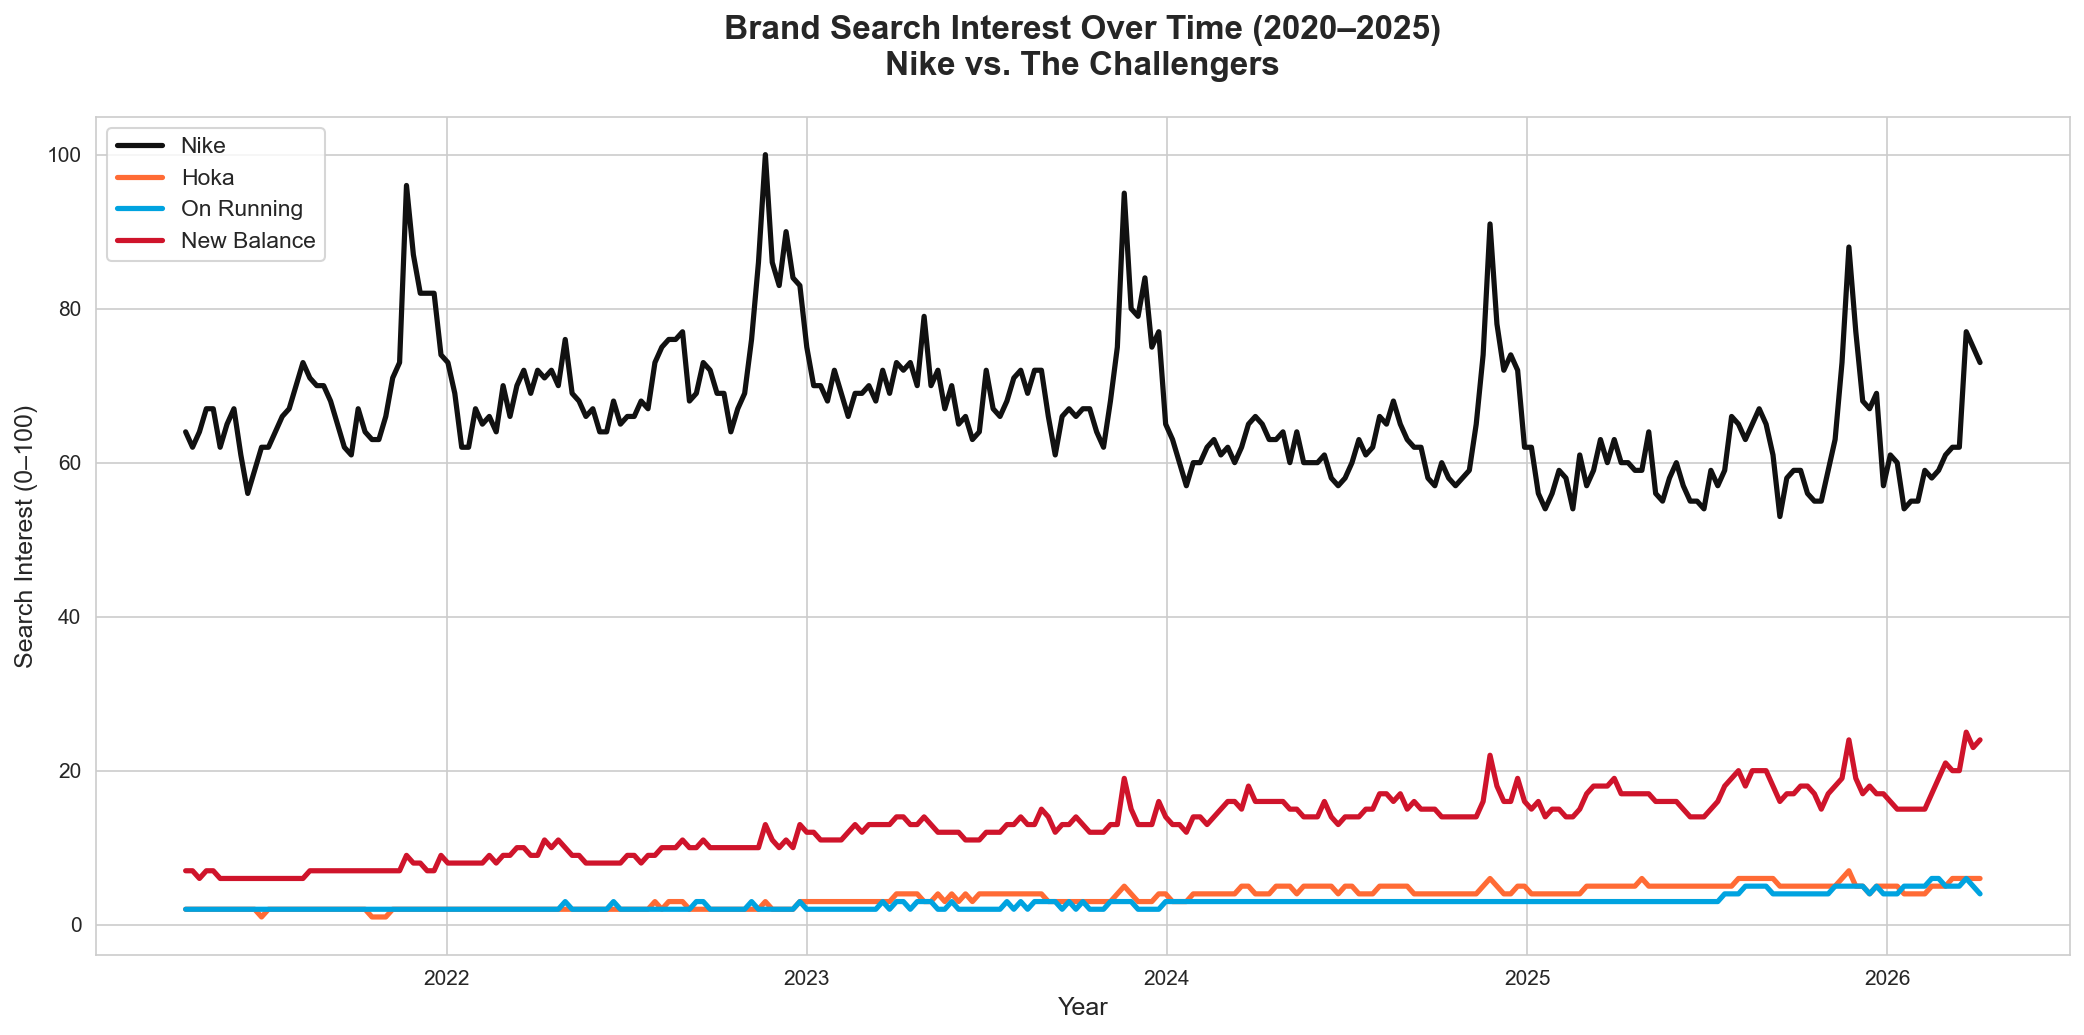 Brand Search Interest Over Time (2020–2025)
Nike vs. The Challengers
Nike
Hoka
On Running
New Balance
Search Interest (0–100)
100
80
60
40
20
0
2022
2023
2024
2025
2026
Year